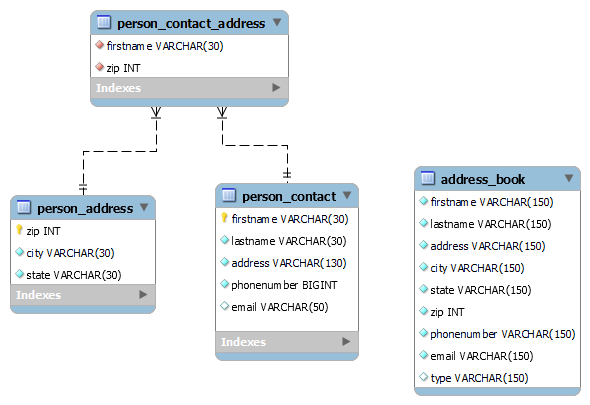 person_contact_address
firstname VARCHAR(30)
zip INT
Indexes
person_address
zip INT
city VARCHAR(30)
state VARCHAR(30)
Indexes
person_contact
firstname VARCHAR(30)
lastname VARCHAR(30)
address VARCHAR(130)
phonenumber BIGINT
email VARCHAR(50)
Indexes
address_book
firstname VARCHAR(150)
lastname VARCHAR(150)
address VARCHAR(150)
city VARCHAR(150)
state VARCHAR(150)
zip INT
phonenumber VARCHAR(150)
email VARCHAR(150)
type VARCHAR(150)